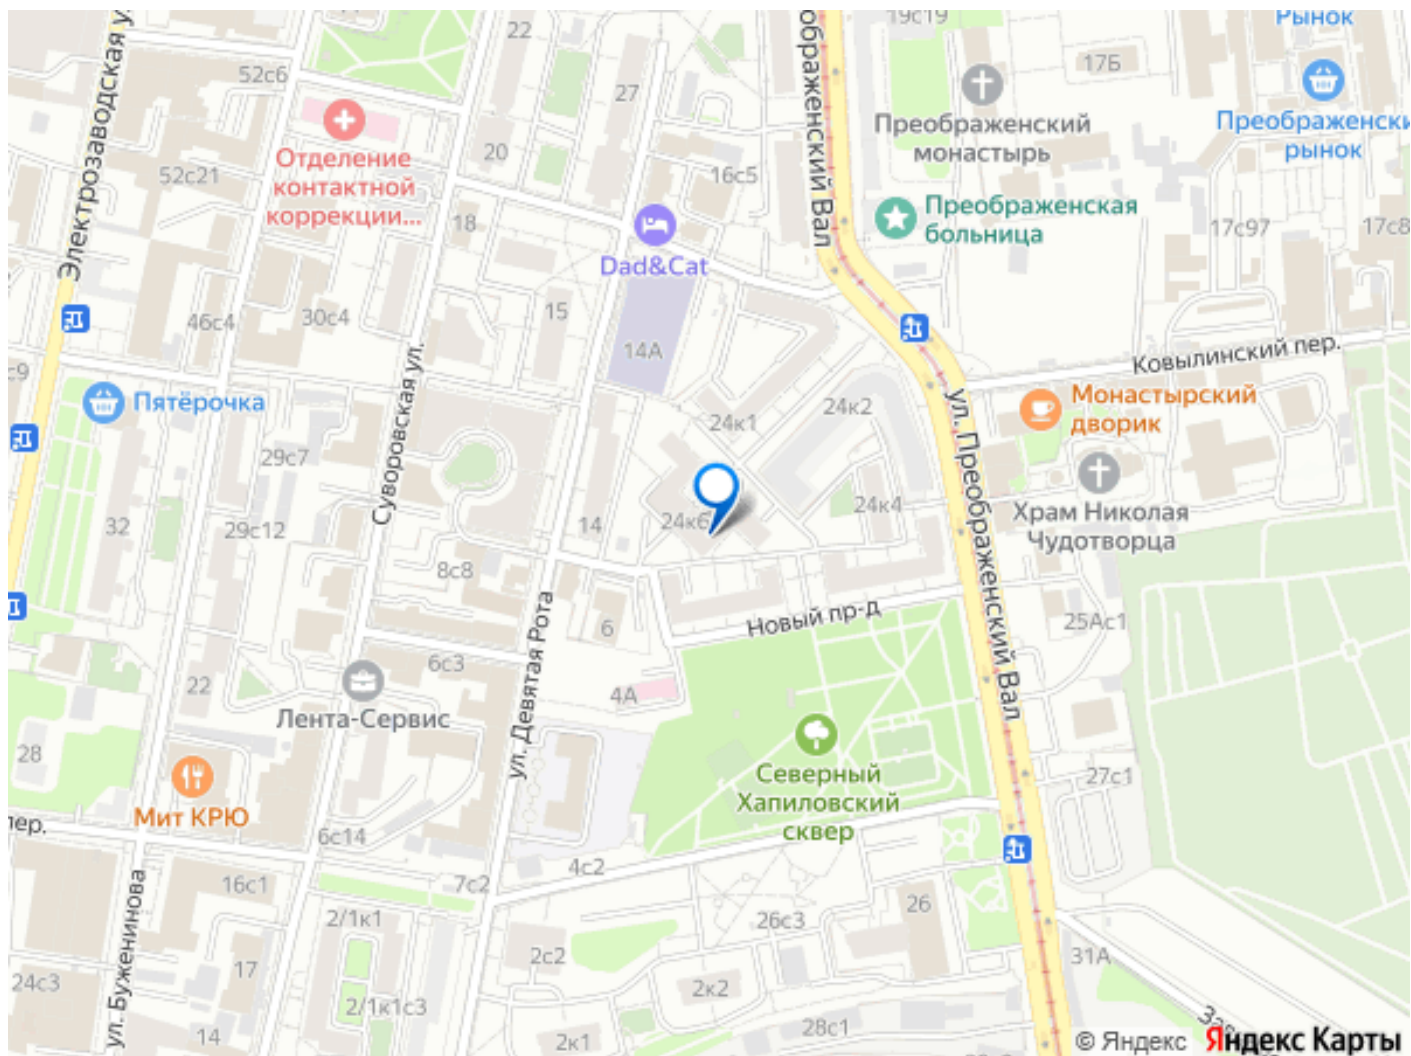 22
19с19
Рынок
52с6
17Б
Электрозаводская у
27
Преображенский
монастырь
Преображенски
рынок
Отделение
контактной
коррекции...
20
16с5
52с21
ображенский Вал
Преображенская
больница
18
17с97
17с8
Dad&Cat
15
46с4
30с4
14А
Ковылинский пер.
с9
Пятёрочка
Суворовская ул.
24к1
24к2
Монастырский
дворик
29с7
ул. Преображенский Вал
32
29с12
14
24к6
24к4
Храм Николая
Чудотворца
8с8
6
Новый пр-д
25Ас1
6с3
ул. Девятая Рота
22
4А
Лента-Сервис
28
Северный
Хапиловский
сквер
27с1
Мит КРЮ
пер.
6с14
4с2
16с1
7с2
ул. Буженинова
2/1к1
26с3
26
24с3
17
2с2
31А
2/1к1с3
2к2
14
2к1
28с1
© Яндекс
Яндекс Карты